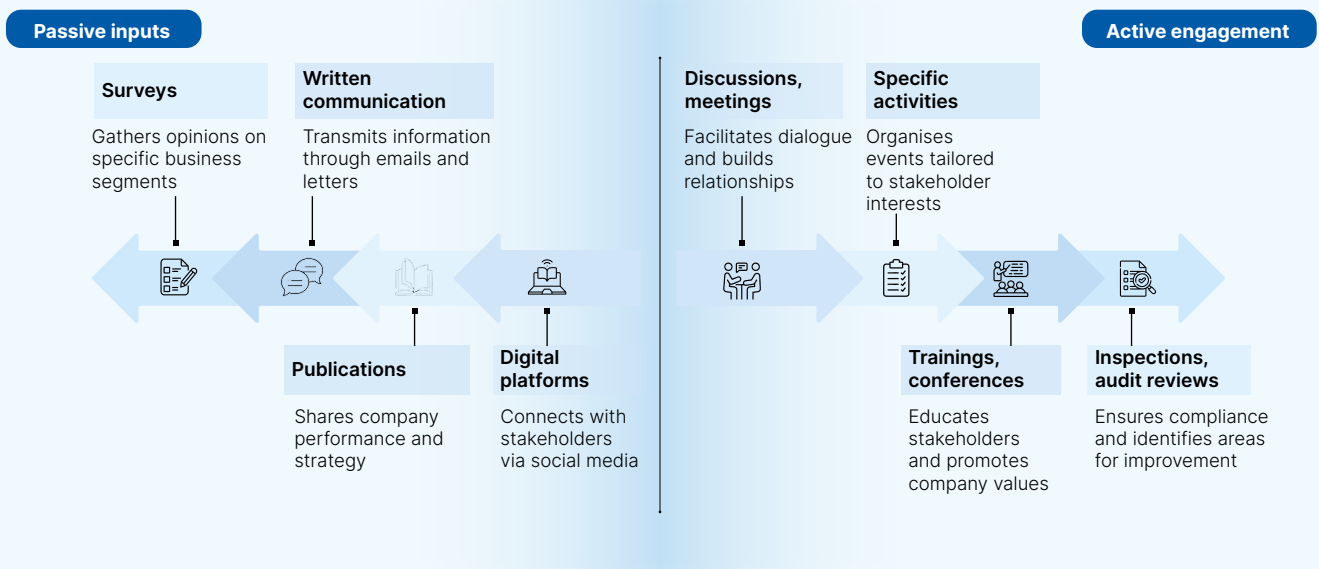 Passive inputs
Active engagement
Surveys
Gathers opinions on
specific business
segments
Written
communication
Transmits information
through emails and
letters
Publications
Shares company
performance and
strategy
Digital
platforms
Connects with
stakeholders
via social media
Discussions,
meetings
Facilitates dialogue
and builds
relationships
Specific
activities
Organises
events tailored
to stakeholder
interests
Trainings,
conferences
Educates
stakeholders
and promotes
company values
Inspections,
audit reviews
Ensures compliance
and identifies areas
for improvement